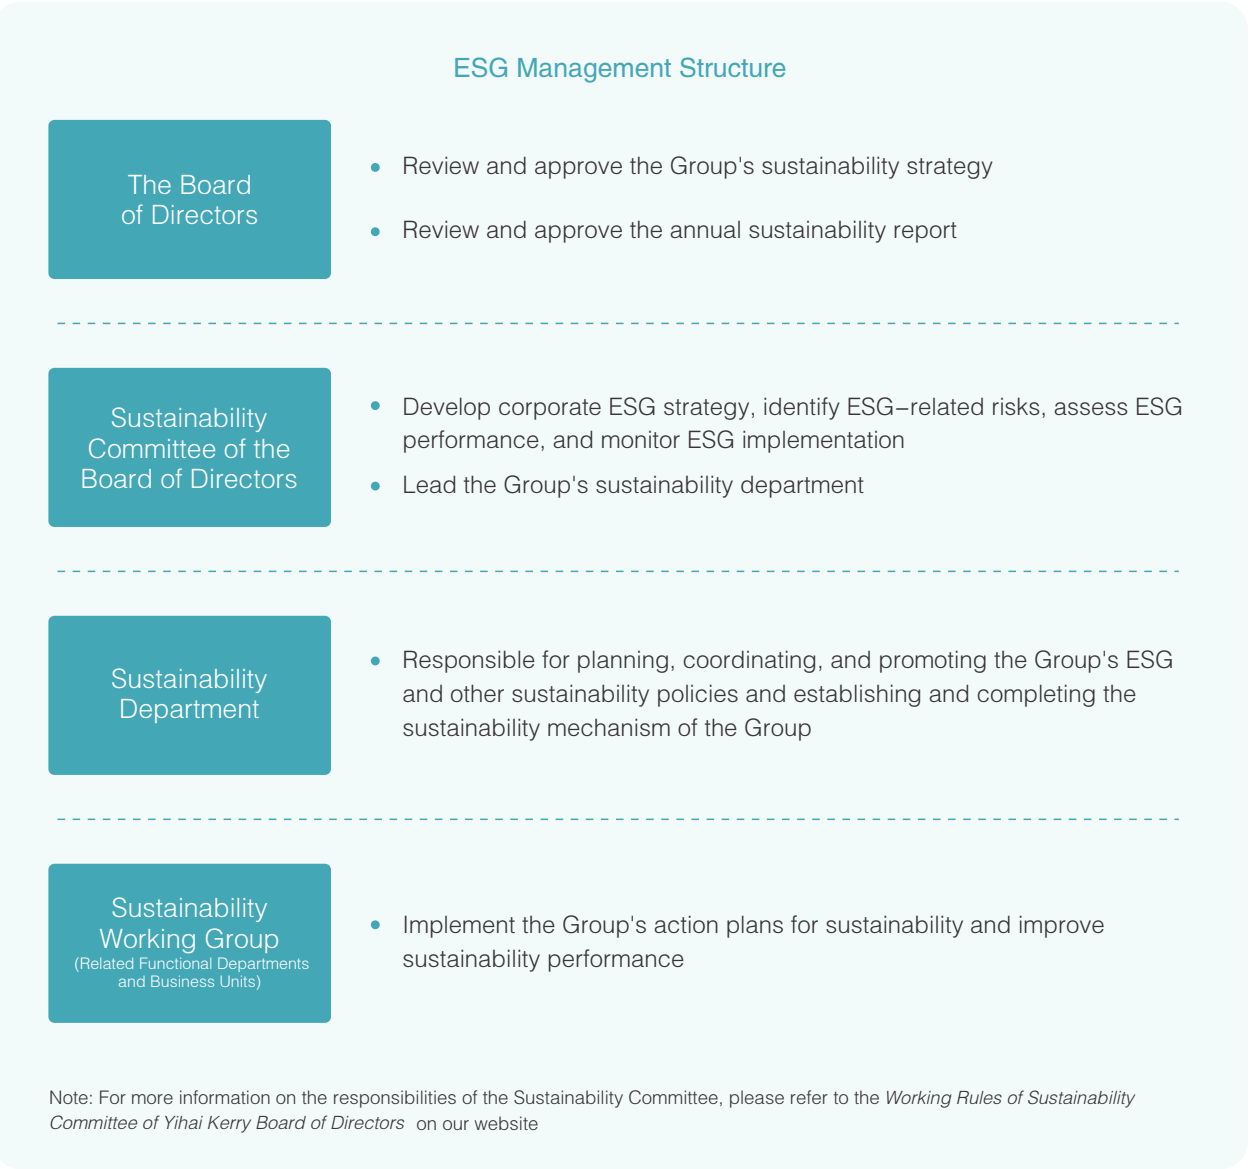 ESG Management Structure
The Board
of Directors
• Review and approve the Group's sustainability strategy
• Review and approve the annual sustainability report
Sustainability
Committee of the
Board of Directors
• Develop corporate ESG strategy, identify ESG–related risks, assess ESG
performance, and monitor ESG implementation
• Lead the Group's sustainability department
Sustainability
Department
• Responsible for planning, coordinating, and promoting the Group's ESG
and other sustainability policies and establishing and completing the
sustainability mechanism of the Group
Sustainability
Working Group
(Related Functional Departments
and Business Units)
• Implement the Group's action plans for sustainability and improve
sustainability performance
Note: For more information on the responsibilities of the Sustainability Committee, please refer to the Working Rules of Sustainability
Committee of Yihai Kerry Board of Directors on our website